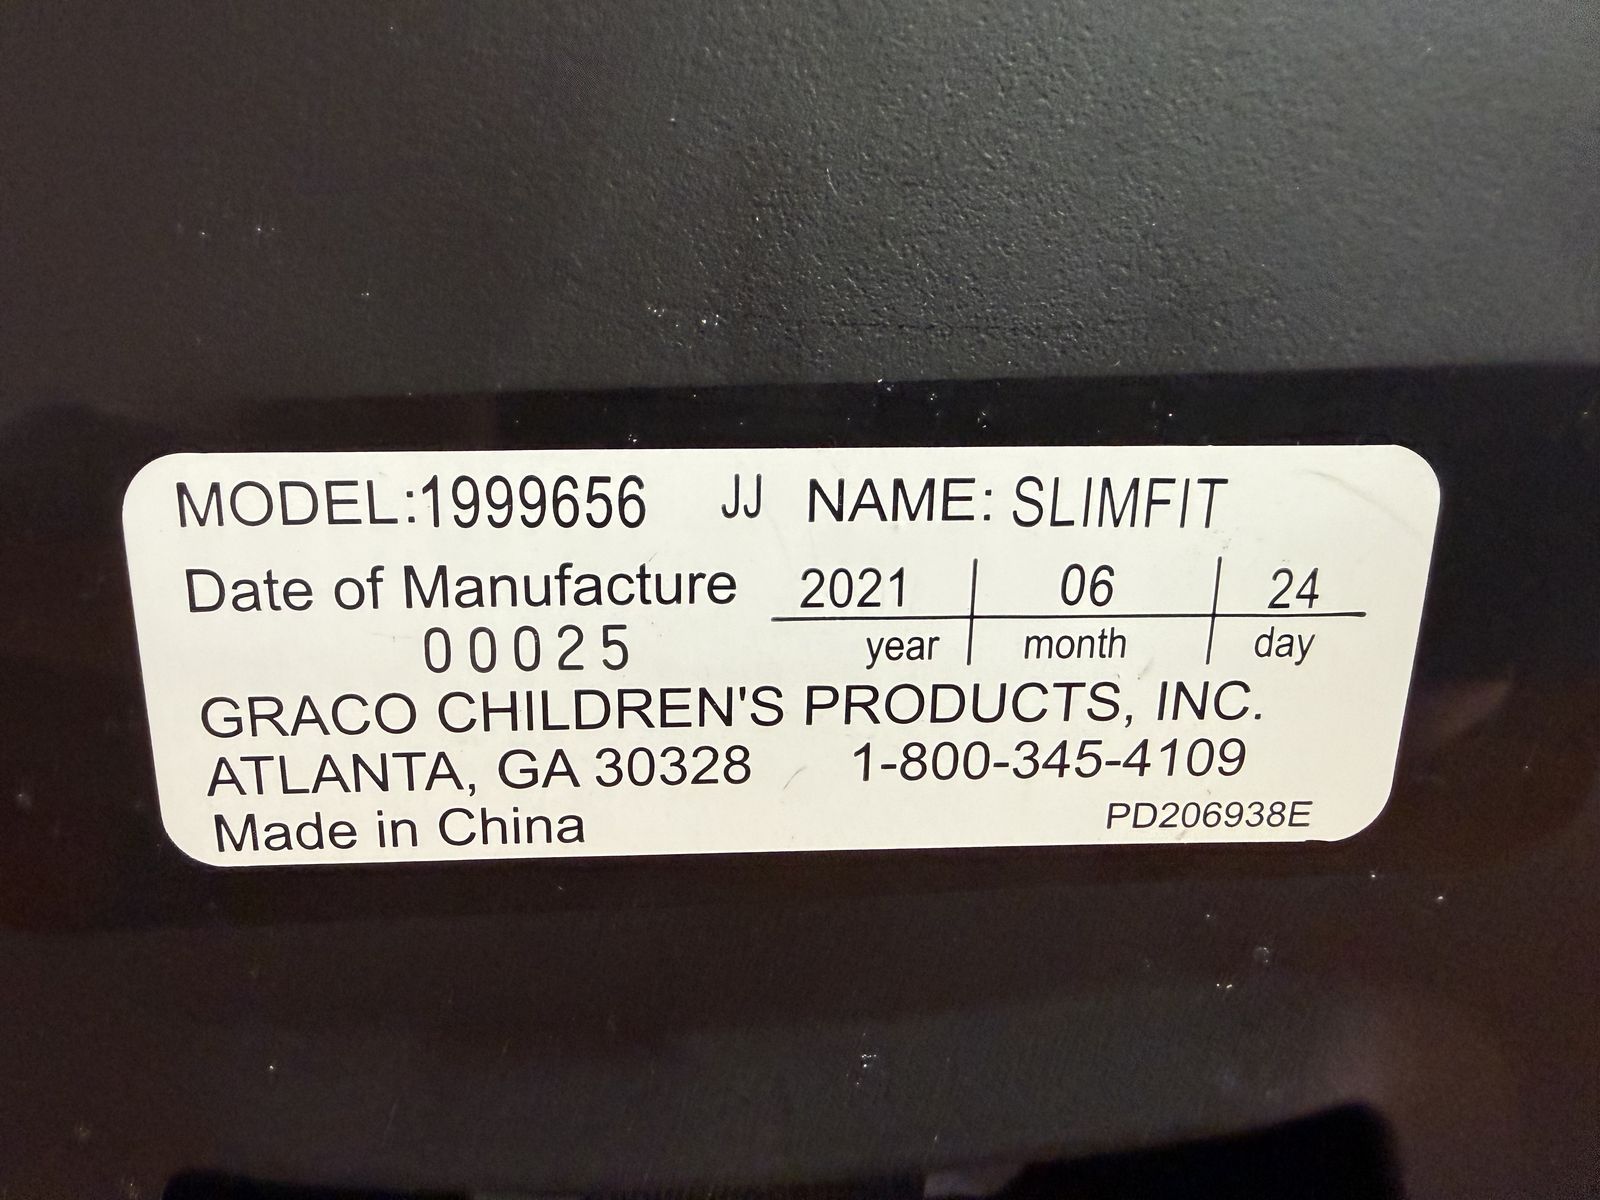 MODEL:1999656 JJ NAME: SLIMFIT
Date of Manufacture 2021 06 24
00025 year month day
GRACO CHILDREN'S PRODUCTS, INC.
ATLANTA, GA 30328 1-800-345-4109
Made in China PD206938E